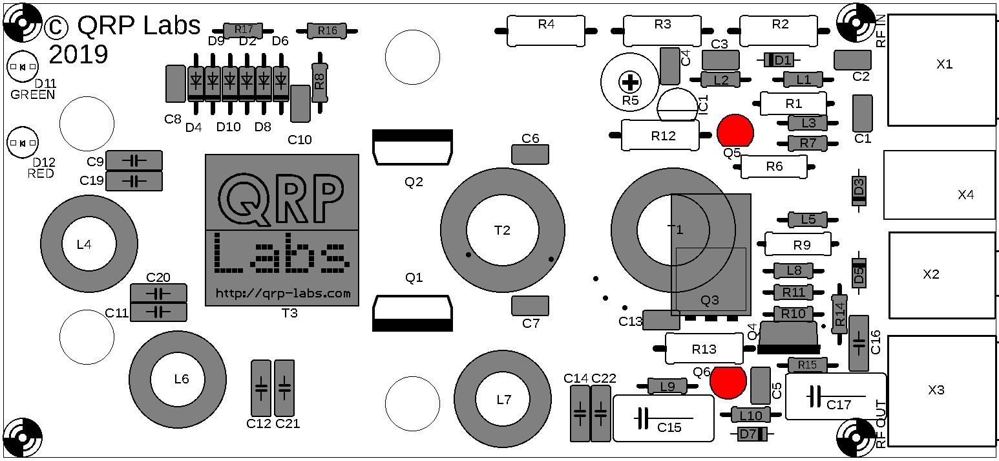 © QRP Labs
2019
R17
R16
R4
R3
R2
RF IN
D9 D2 D6
C4
C3
D1
X1
D11
GREEN
R8
R5
L2
L1
C2
IC1
R1
C8
D4 D10 D8
C10
R12
L3
C1
Q5
R7
C6
D12
RED
C9
C19
Q2
R6
QRP
Labs
http://qrp-labs.com
T3
D3
X4
L4
T2
T1
L5
R9
C20
C11
Q1
C7
Q3
C13
L8
D5
X2
R11
R10
R14
Q4
C16
R13
L6
L7
C14 C22
Q6
R15
L9
C5
C17
X3
C12 C21
C15
L10
D7
RF OUT